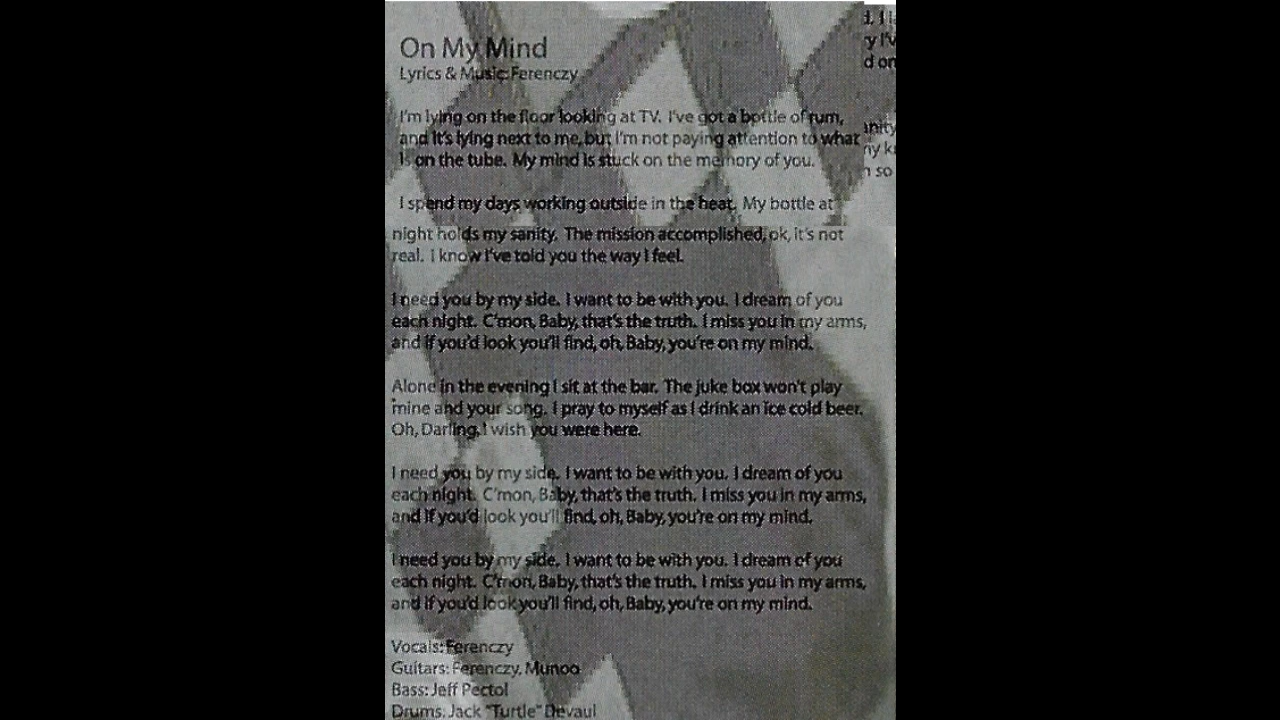 On My Mind
Lyrics & Music: Ferenczy
I'm lying on the floor looking at TV. I've got a bottle of rum,
and it's lying next to me, but I'm not paying attention to what
is on the tube. My mind is stuck on the memory of you.
I spend my days working outside in the heat. My bottle at
night holds my sanity. The mission accomplished, ok, it's not
real. I know I've told you the way I feel.
I need you by my side. I want to be with you. I dream of you
each night. C'mon, Baby, that's the truth. I miss you in my arms,
and if you'd look you'll find, oh, Baby, you're on my mind.
Alone in the evening I sit at the bar. The juke box won't play
mine and your song. I pray to myself as I drink an ice cold beer.
Oh, Darling, I wish you were here.
I need you by my side. I want to be with you. I dream of you
each night. C'mon, Baby, that's the truth. I miss you in my arms,
and if you'd look you'll find, oh, Baby, you're on my mind.
I need you by my side. I want to be with you. I dream of you
each night. C'mon, Baby, that's the truth. I miss you in my arms,
and if you'd look you'll find, oh, Baby, you're on my mind.
Vocals: Ferenczy
Guitars: Ferenczy, Munoo
Bass: Jeff Pectol
Drums: Jack "Turtle" Devaul